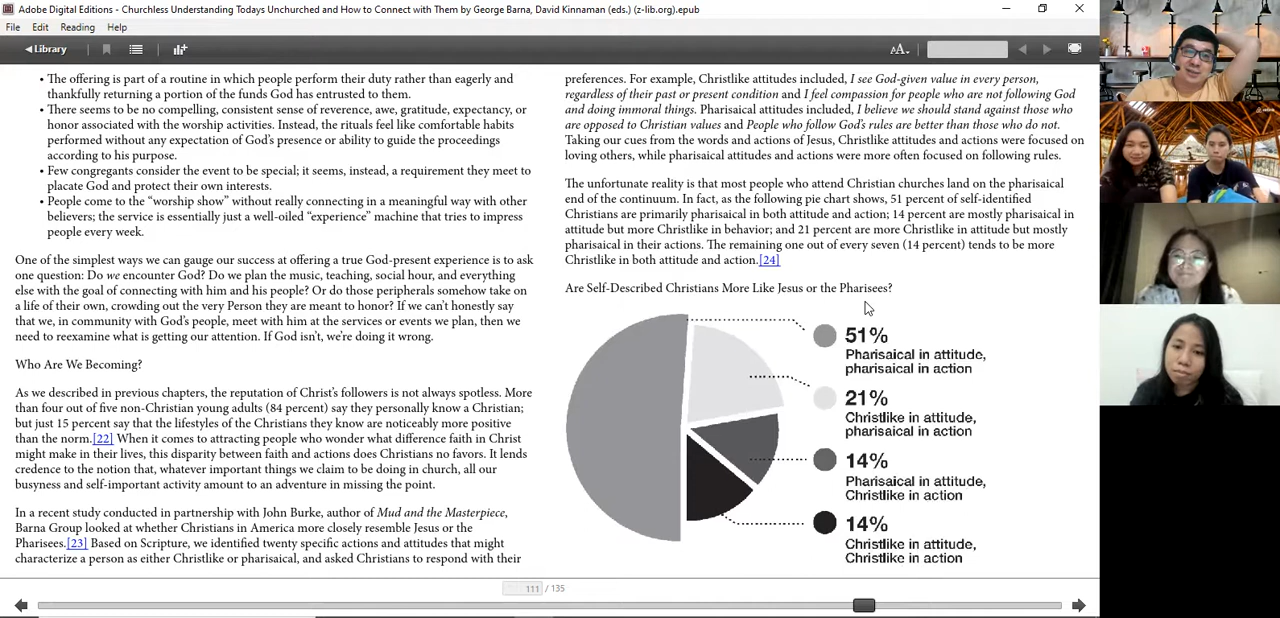 Adobe Digital Editions - Churchless Understanding Todays Unchurched and How to Connect with Them by George Barna, David Kinnaman (eds.) (z-lib.org).epub
File Edit Reading Help
◀Library
AA
• The offering is part of a routine in which people perform their duty rather than eagerly and
thankfully returning a portion of the funds God has entrusted to them.
• There seems to be no compelling, consistent sense of reverence, awe, gratitude, expectancy, or
honor associated with the worship activities. Instead, the rituals feel like comfortable habits
performed without any expectation of God's presence or ability to guide the proceedings
according to his purpose.
• Few congregants consider the event to be special; it seems, instead, a requirement they meet to
placate God and protect their own interests.
• People come to the “worship show” without really connecting in a meaningful way with other
believers; the service is essentially just a well-oiled “experience” machine that tries to impress
people every week.
One of the simplest ways we can gauge our success at offering a true God-present experience is to ask
one question: Do we encounter God? Do we plan the music, teaching, social hour, and everything
else with the goal of connecting with him and his people? Or do those peripherals somehow take on
a life of their own, crowding out the very Person they are meant to honor? If we can't honestly say
that we, in community with God's people, meet with him at the services or events we plan, then we
need to reexamine what is getting our attention. If God isn't, we're doing it wrong.
Who Are We Becoming?
As we described in previous chapters, the reputation of Christ's followers is not always spotless. More
than four out of five non-Christian young adults (84 percent) say they personally know a Christian;
but just 15 percent say that the lifestyles of the Christians they know are noticeably more positive
than the norm.[22] When it comes to attracting people who wonder what difference faith in Christ
might make in their lives, this disparity between faith and actions does Christians no favors. It lends
credence to the notion that, whatever important things we claim to be doing in church, all our
busyness and self-important activity amount to an adventure in missing the point.
In a recent study conducted in partnership with John Burke, author of Mud and the Masterpiece,
Barna Group looked at whether Christians in America more closely resemble Jesus or the
Pharisees.[23] Based on Scripture, we identified twenty specific actions and attitudes that might
characterize a person as either Christlike or pharisaical, and asked Christians to respond with their
preferences. For example, Christlike attitudes included, I see God-given value in every person,
regardless of their past or present condition and I feel compassion for people who are not following God
and doing immoral things. Pharisaical attitudes included, I believe we should stand against those who
are opposed to Christian values and People who follow God's rules are better than those who do not.
Taking our cues from the words and actions of Jesus, Christlike attitudes and actions were focused on
loving others, while pharisaical attitudes and actions were more often focused on following rules.
The unfortunate reality is that most people who attend Christian churches land on the pharisaical
end of the continuum. In fact, as the following pie chart shows, 51 percent of self-identified
Christians are primarily pharisaical in both attitude and action; 14 percent are mostly pharisaical in
attitude but more Christlike in behavior; and 21 percent are more Christlike in attitude but mostly
pharisaical in their actions. The remaining one out of every seven (14 percent) tends to be more
Christlike in both attitude and action.[24]
Are Self-Described Christians More Like Jesus or the Pharisees?
51%
Pharisaical in attitude,
pharisaical in action
21%
Christlike in attitude,
pharisaical in action
14%
Pharisaical in attitude,
Christlike in action
14%
Christlike in attitude,
Christlike in action
111 / 135